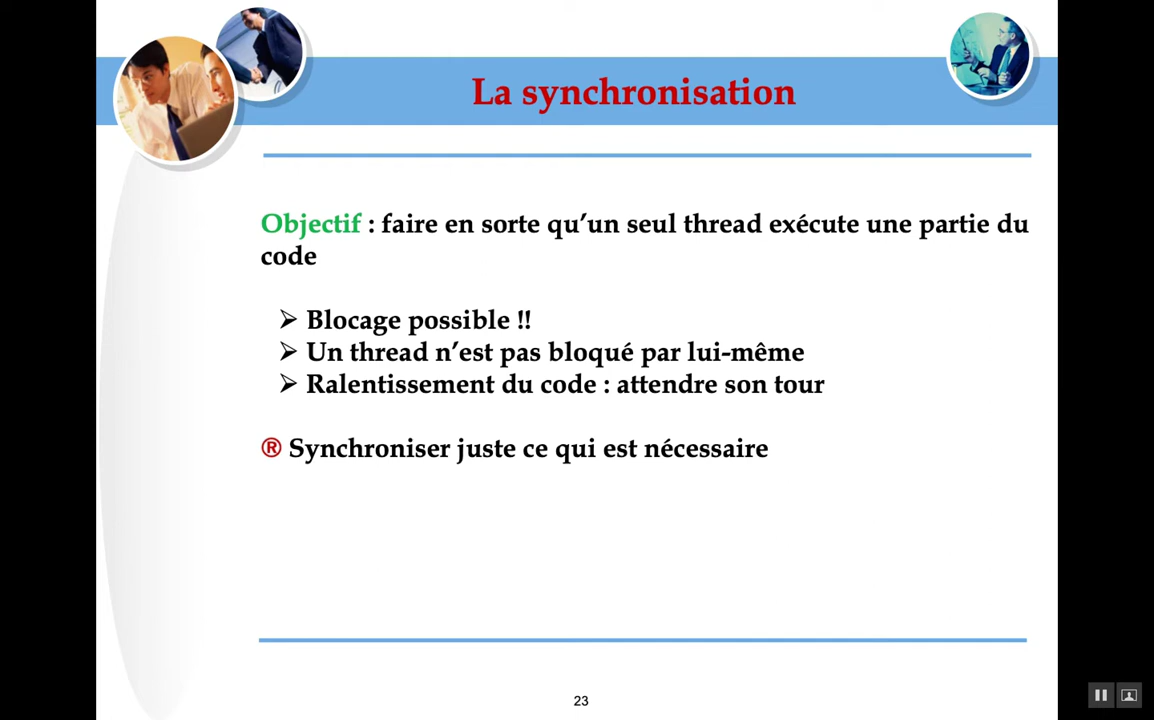 La synchronisation
Objectif : faire en sorte qu’un seul thread exécute une partie du
code
➢ Blocage possible !!
➢ Un thread n’est pas bloqué par lui-même
➢ Ralentissement du code : attendre son tour
® Synchroniser juste ce qui est nécessaire
23